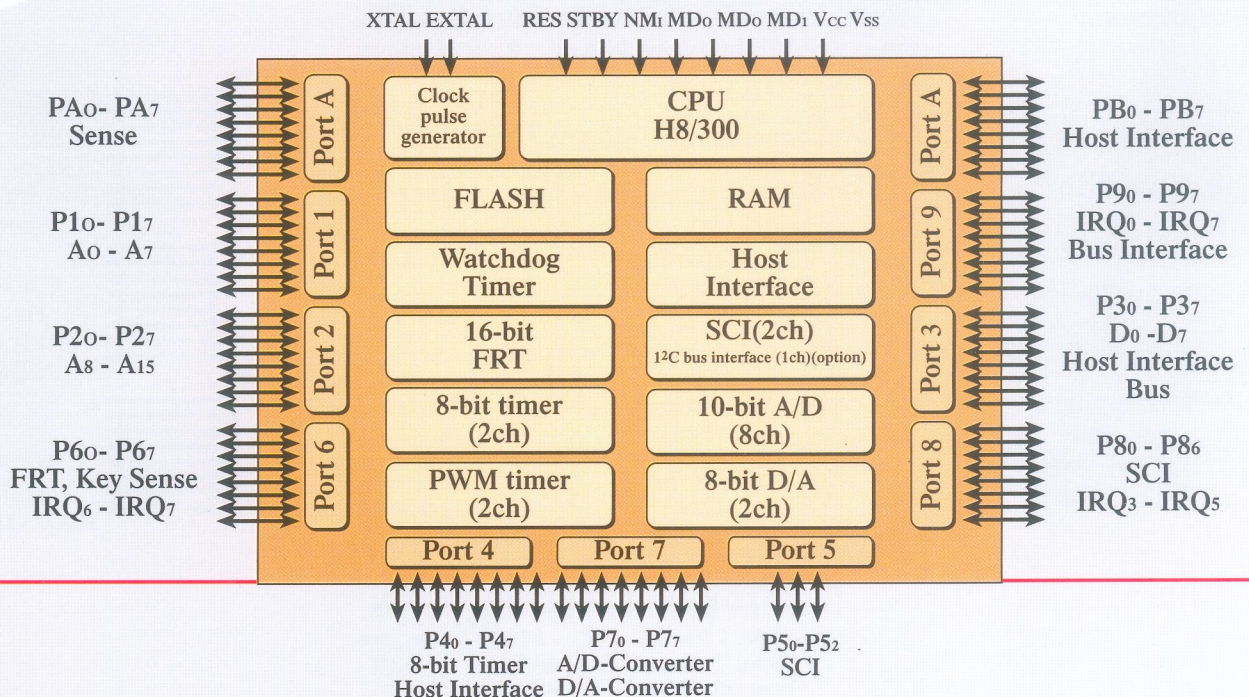 XTAL EXTAL
RES STBY NMI MD0 MD0 MD1 VCC VSS
PA0- PA7
Sense
P10- P17
A0 - A7
P20- P27
A8 - A15
P60- P67
FRT, Key Sense
IRQ6 - IRQ7
Port A
Port 1
Port 2
Port 6
Clock
pulse
generator
CPU
H8/300
FLASH
RAM
Watchdog
Timer
Host
Interface
16-bit
FRT
SCI(2ch)
1²C bus interface (1ch)(option)
8-bit timer
(2ch)
10-bit A/D
(8ch)
PWM timer
(2ch)
8-bit D/A
(2ch)
Port A
Port 9
Port 3
Port 8
PB0 - PB7
Host Interface
P90 - P97
IRQ0 - IRQ7
Bus Interface
P30 - P37
D0 -D7
Host Interface
Bus
P80 - P86
SCI
IRQ3 - IRQ5
Port 4
Port 7
Port 5
P40 - P47
8-bit Timer
Host Interface
P70 - P77
A/D-Converter
D/A-Converter
P50-P52
SCI